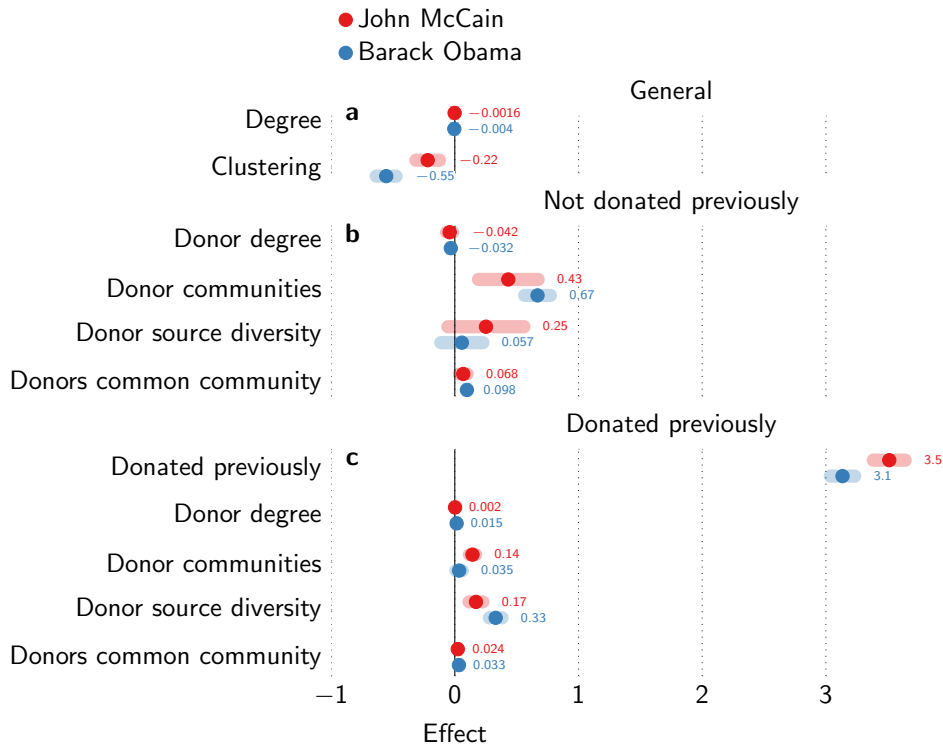 John McCain
Barack Obama
General
a
Degree
−0.0016
−0.004
Clustering
−0.22
−0.55
Not donated previously
b
Donor degree
−0.042
−0.032
Donor communities
0.43
0.67
Donor source diversity
0.25
0.057
Donors common community
0.068
0.098
Donated previously
c
Donated previously
3.5
3.1
Donor degree
0.002
0.015
Donor communities
0.14
0.035
Donor source diversity
0.17
0.33
Donors common community
0.024
0.033
−1 0 1 2 3
Effect